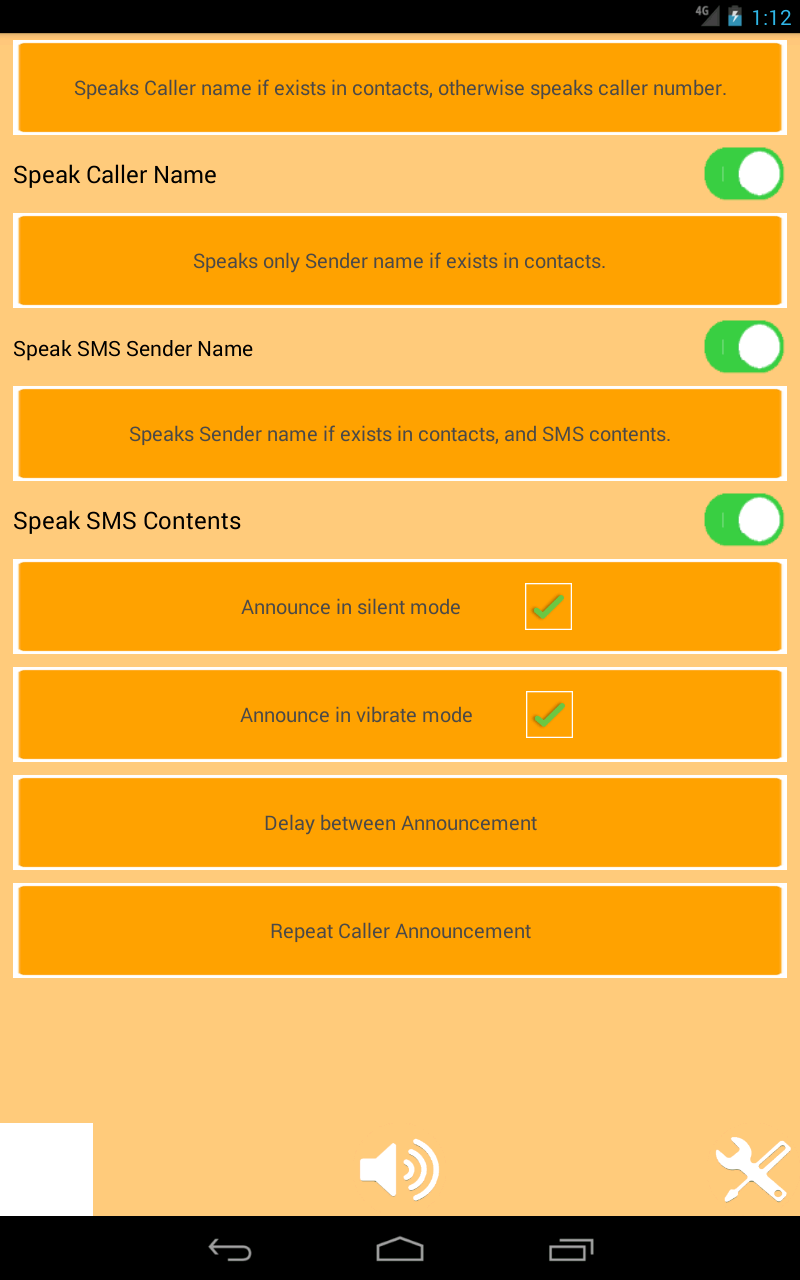 4G 1:12
Speaks Caller name if exists in contacts, otherwise speaks caller number.
Speak Caller Name
Speaks only Sender name if exists in contacts.
Speak SMS Sender Name
Speaks Sender name if exists in contacts, and SMS contents.
Speak SMS Contents
Announce in silent mode
Announce in vibrate mode
Delay between Announcement
Repeat Caller Announcement